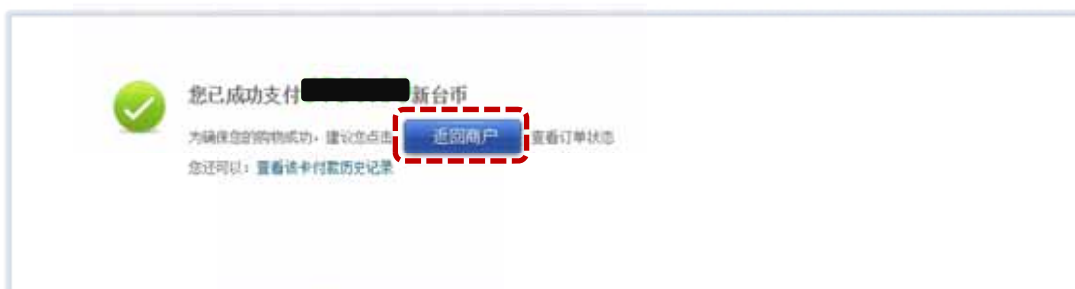 您已成功支付 新台币
为确保您的购物成功，建议您点击 返回商户 查看订单状态
您还可以：查看该卡付款历史记录